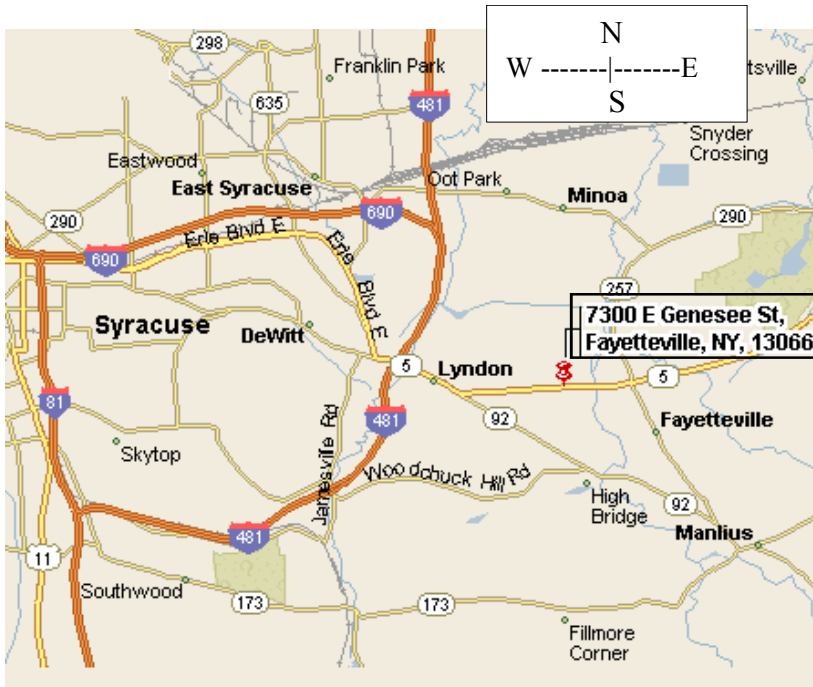 N
W -------|-------E
S
298
Franklin Park
tsville
635
481
Snyder
Crossing
Eastwood
East Syracuse
Oot Park
Minoa
290
690
290
Erie Blvd E
Erie Blvd E
690
257
7300 E Genesee St,
Fayetteville, NY, 13066
Syracuse
DeWitt
5
Lyndon
5
81
481
92
Fayetteville
Skytop
Jamesville Rd
Woodchuck Hill Rd
High
Bridge
92
481
Manlius
11
Southwood
173
173
Fillmore
Corner